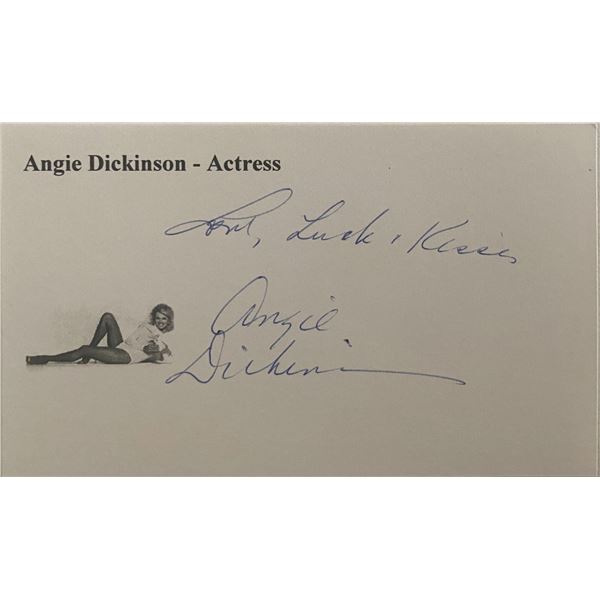 Angie Dickinson - Actress
Love, Luck & Kisses
Angie
Dickinson